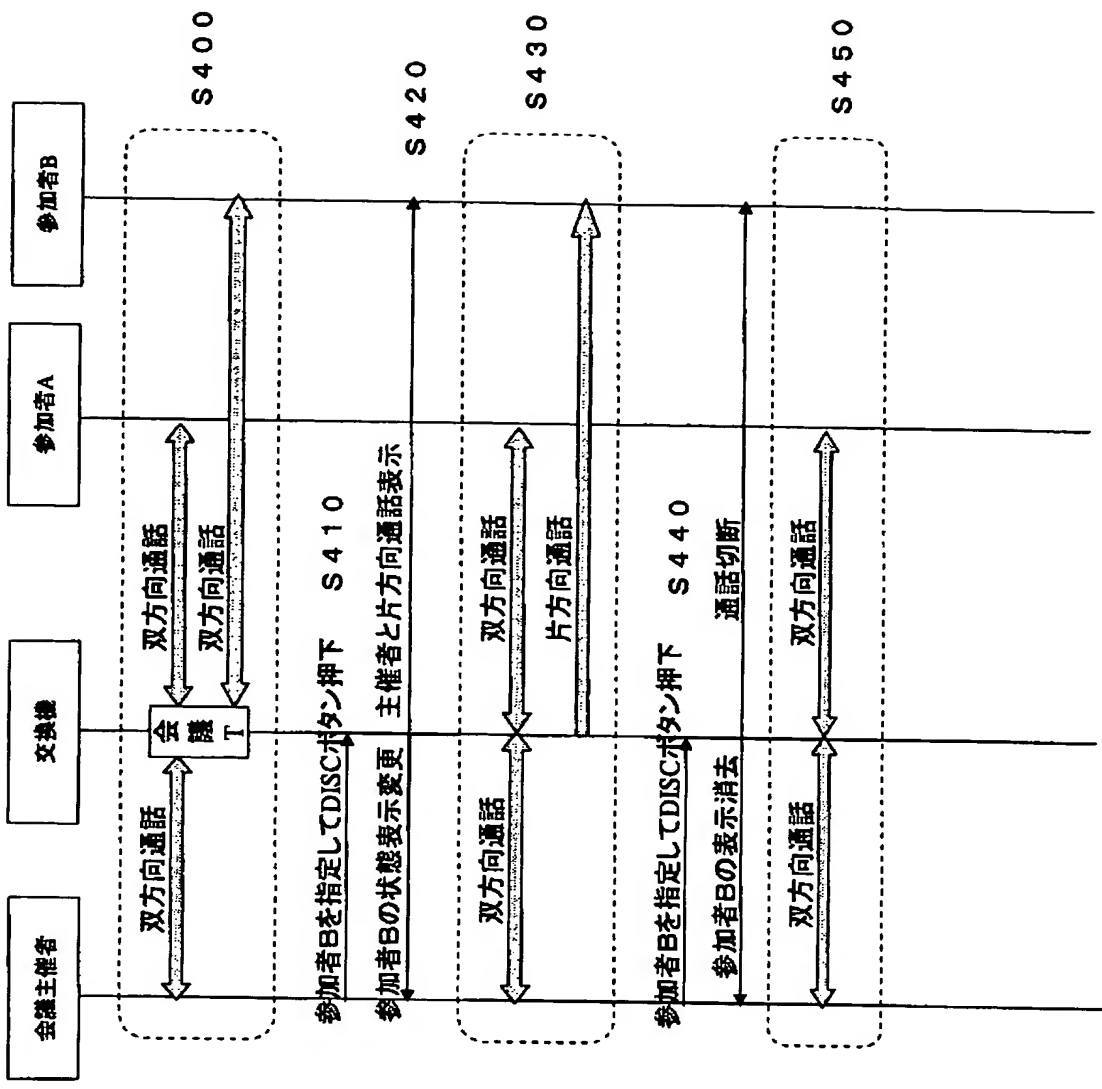 会議主催者
交換機
参加者A
参加者B
双方向通話
会議T
双方向通話
双方向通話
S400
参加者Bを指定してDISCボタン押下
S410
参加者Bの状態表示変更
主催者と片方向通話表示
S420
双方向通話
双方向通話
片方向通話
S430
参加者Bを指定してDISCボタン押下
S440
参加者Bの表示消去
通話切断
双方向通話
双方向通話
S450